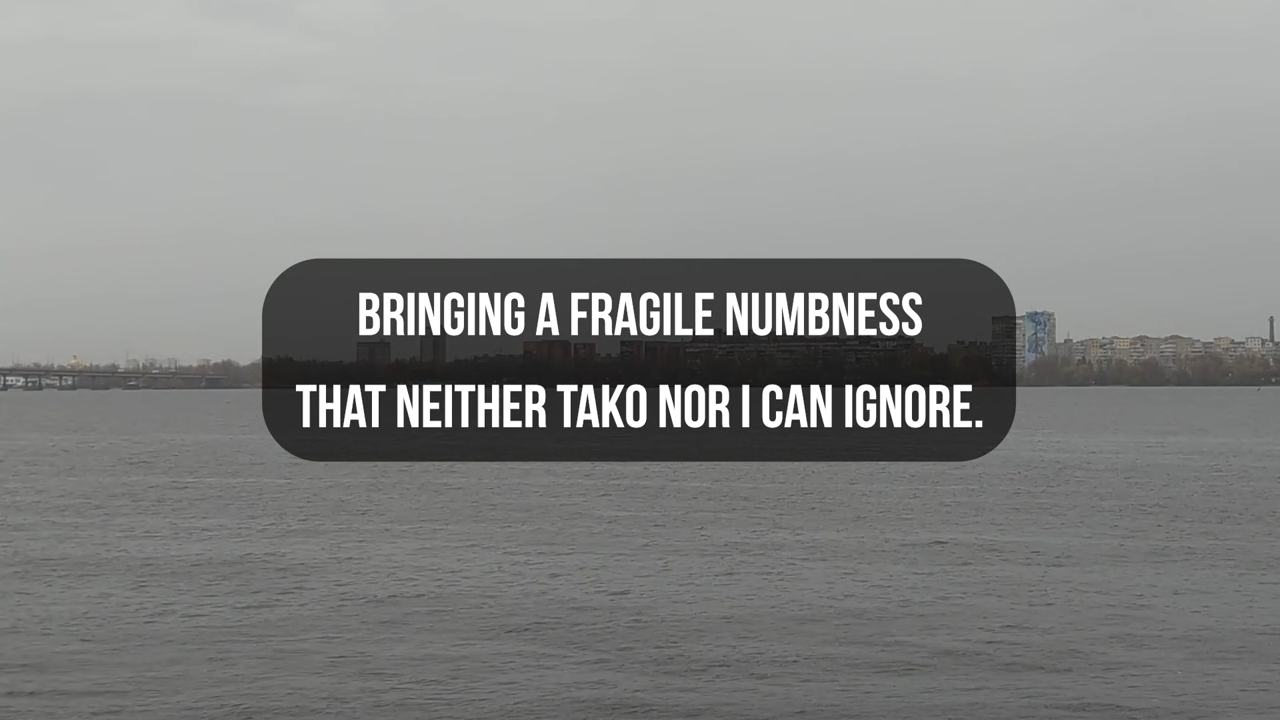 BRINGING A FRAGILE NUMBNESS
THAT NEITHER TAKO NOR I CAN IGNORE.